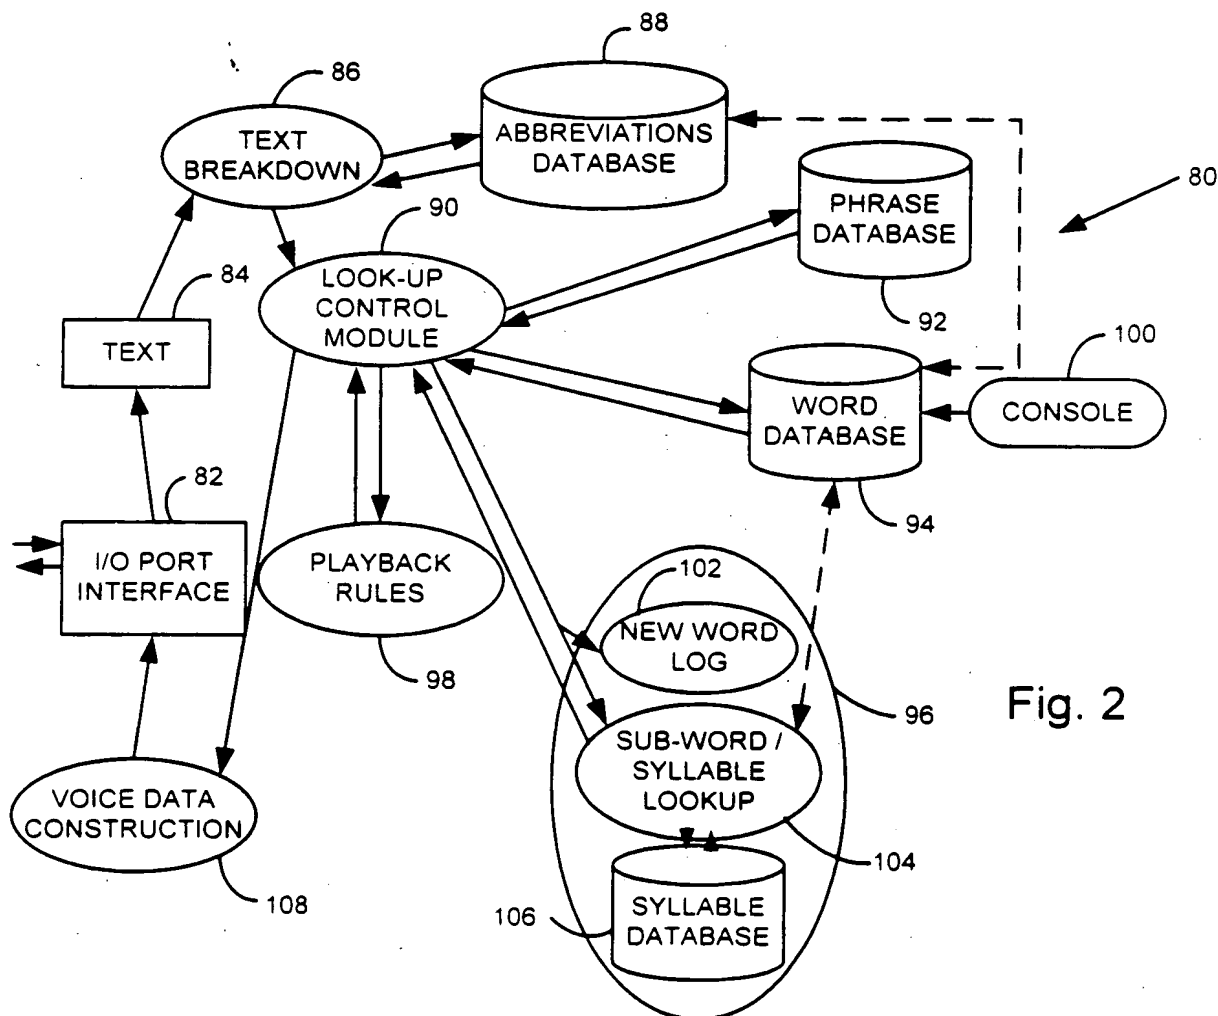 88
86
TEXT
BREAKDOWN
ABBREVIATIONS
DATABASE
80
PHRASE
DATABASE
90
LOOK-UP
CONTROL
MODULE
84
TEXT
92
100
WORD
DATABASE
CONSOLE
82
I/O PORT
INTERFACE
94
PLAYBACK
RULES
102
NEW WORD
LOG
98
96
Fig. 2
SUB-WORD /
SYLLABLE
LOOKUP
VOICE DATA
CONSTRUCTION
104
108
106
SYLLABLE
DATABASE